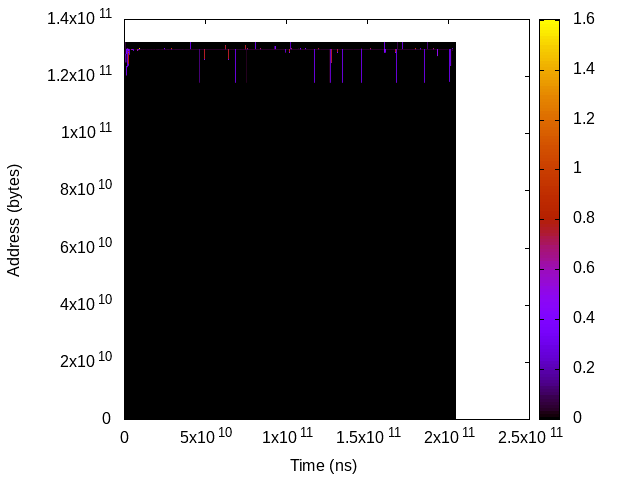 1.4x10^11
1.2x10^11
1x10^11
8x10^10
6x10^10
4x10^10
2x10^10
0
Address (bytes)
0
5x10^10
1x10^11
1.5x10^11
2x10^11
2.5x10^11
Time (ns)
1.6
1.4
1.2
1
0.8
0.6
0.4
0.2
0